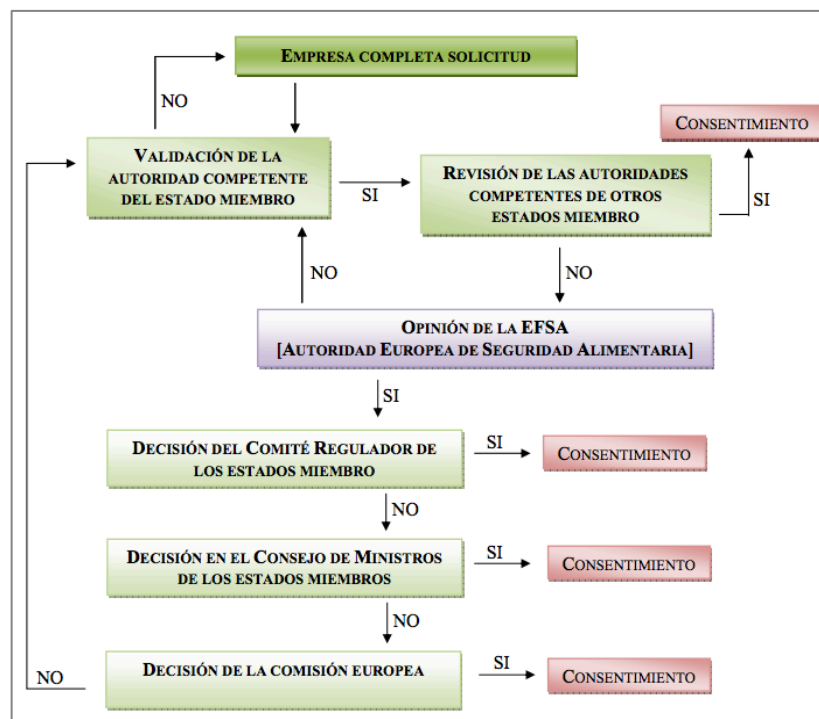 EMPRESA COMPLETA SOLICITUD
NO
CONSENTIMIENTO
VALIDACIÓN DE LA
AUTORIDAD COMPETENTE
DEL ESTADO MIEMBRO
SI
REVISIÓN DE LAS AUTORIDADES
COMPETENTES DE OTROS
ESTADOS MIEMBRO
SI
NO
NO
OPINIÓN DE LA EFSA
[AUTORIDAD EUROPEA DE SEGURIDAD ALIMENTARIA]
SI
DECISIÓN DEL COMITÉ REGULADOR DE
LOS ESTADOS MIEMBRO
SI
CONSENTIMIENTO
NO
DECISIÓN EN EL CONSEJO DE MINISTROS
DE LOS ESTADOS MIEMBROS
SI
CONSENTIMIENTO
NO
NO
DECISIÓN DE LA COMISIÓN EUROPEA
SI
CONSENTIMIENTO